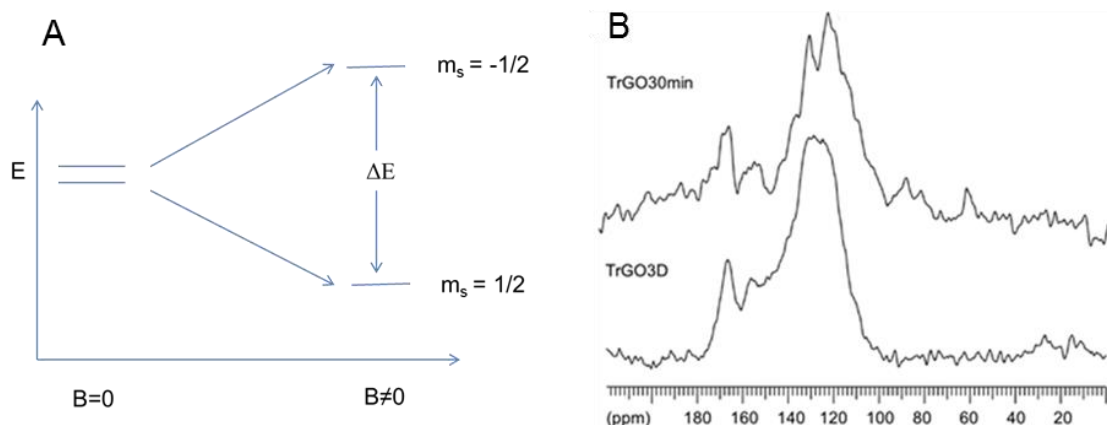 A
m_s = -1/2
E
ΔE
m_s = 1/2
B=0
B≠0
B
TrGO30min
TrGO3D
(ppm) 180 160 140 120 100 80 60 40 20